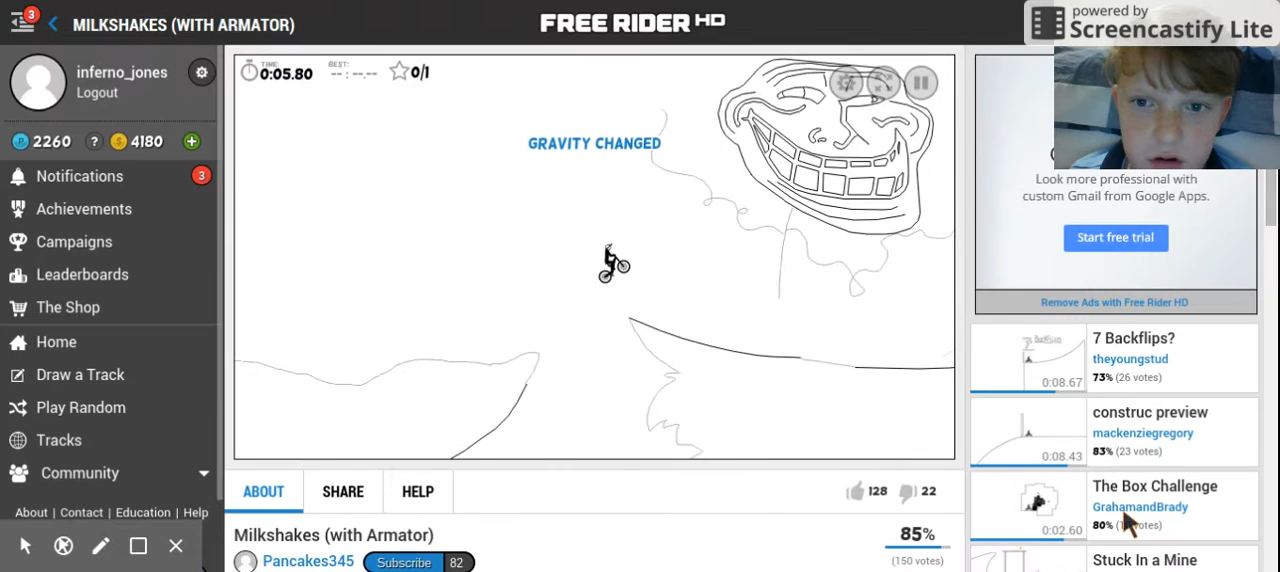 3
MILKSHAKES (WITH ARMATOR)
FREE RIDER HD
powered by
Screencastify Lite
inferno_jones
Logout
2260 ? 4180
Notifications 3
Achievements
Campaigns
Leaderboards
The Shop
Home
Draw a Track
Play Random
Tracks
Community
About | Contact | Education | Help
TIME:
0:05.80
BEST:
-- : --.--
0/1
GRAVITY CHANGED
ABOUT
SHARE
HELP
128
22
Milkshakes (with Armator)
Pancakes345 Subscribe 82
85%
(150 votes)
Look more professional with
custom Gmail from Google Apps.
Start free trial
Remove Ads with Free Rider HD
0:08.67
7 Backflips?
theyoungstud
73% (26 votes)
0:08.43
construc preview
mackenziegregory
83% (23 votes)
0:02.60
The Box Challenge
GrahamandBrady
80% votes)
Stuck In a Mine